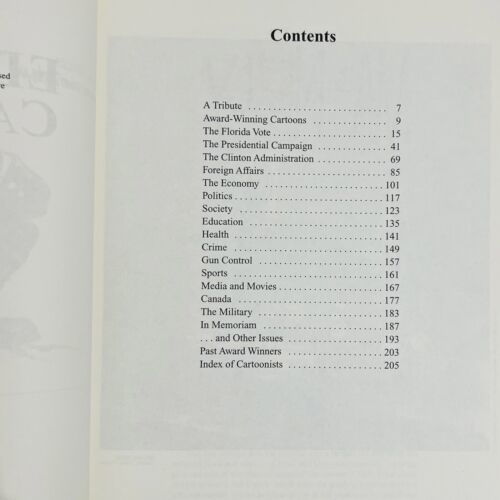 sed
e
Contents
A Tribute . . . . . . . . . . . . . . . . . . . . . . . . . . . . 7
Award-Winning Cartoons . . . . . . . . . . . . . . . 9
The Florida Vote . . . . . . . . . . . . . . . . . . . . . . . 15
The Presidential Campaign . . . . . . . . . . . . . . 41
The Clinton Administration . . . . . . . . . . . . . . 69
Foreign Affairs . . . . . . . . . . . . . . . . . . . . . . . . 85
The Economy . . . . . . . . . . . . . . . . . . . . . . . . 101
Politics . . . . . . . . . . . . . . . . . . . . . . . . . . . . . . 117
Society . . . . . . . . . . . . . . . . . . . . . . . . . . . . . 123
Education . . . . . . . . . . . . . . . . . . . . . . . . . . . 135
Health . . . . . . . . . . . . . . . . . . . . . . . . . . . . . . 141
Crime . . . . . . . . . . . . . . . . . . . . . . . . . . . . . . 149
Gun Control . . . . . . . . . . . . . . . . . . . . . . . . . 157
Sports . . . . . . . . . . . . . . . . . . . . . . . . . . . . . . 161
Media and Movies . . . . . . . . . . . . . . . . . . . . . 167
Canada . . . . . . . . . . . . . . . . . . . . . . . . . . . . . 177
The Military . . . . . . . . . . . . . . . . . . . . . . . . . 183
In Memoriam . . . . . . . . . . . . . . . . . . . . . . . . 187
. . . and Other Issues . . . . . . . . . . . . . . . . . . . 193
Past Award Winners . . . . . . . . . . . . . . . . . . . 203
Index of Cartoonists . . . . . . . . . . . . . . . . . . . 205